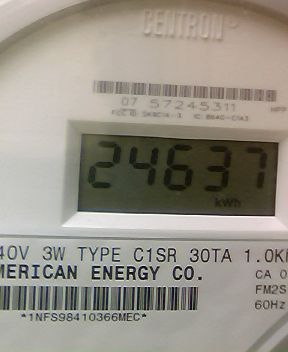 CENTRON
07 57245311
24637
kWh
40V 3W TYPE C1SR 30TA 1.0K
MERICAN ENERGY CO.
CA 0
FM2S
60Hz
*1NFS98410366MEC*